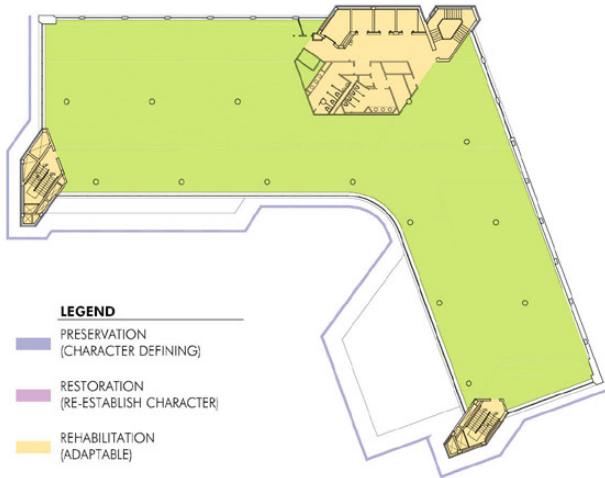 LEGEND
PRESERVATION
(CHARACTER DEFINING)
RESTORATION
(RE-ESTABLISH CHARACTER)
REHABILITATION
(ADAPTABLE)